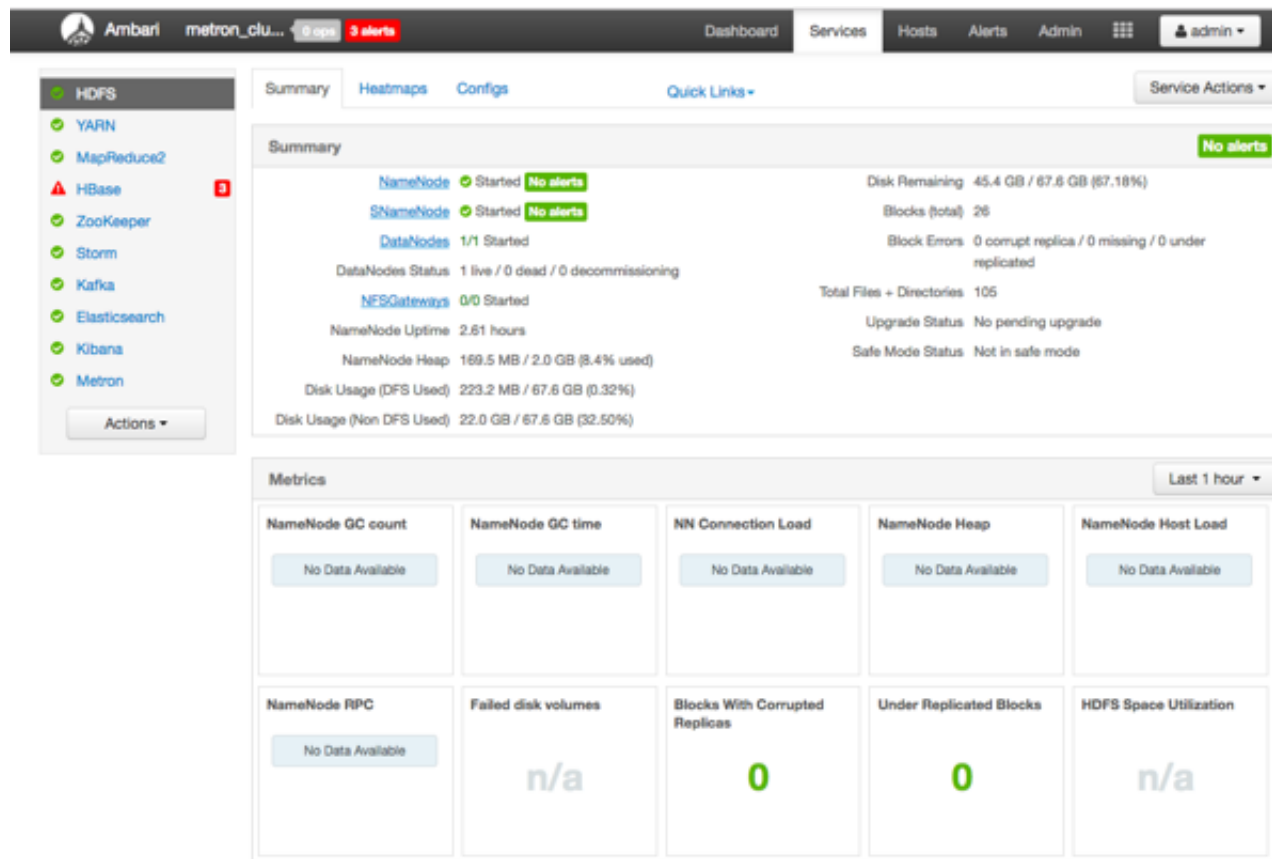 Ambari metron_clu... 0 ops 3 alerts Dashboard Services Hosts Alerts Admin admin
HDFS
YARN
MapReduce2
HBase 3
ZooKeeper
Storm
Kafka
Elasticsearch
Kibana
Metron
Actions
Summary Heatmaps Configs Quick Links Service Actions
Summary No alerts
NameNode Started No alerts
SNameNode Started No alerts
DataNodes 1/1 Started
DataNodes Status 1 live / 0 dead / 0 decommissioning
NFSGateways 0/0 Started
NameNode Uptime 2.61 hours
NameNode Heap 169.5 MB / 2.0 GB (8.4% used)
Disk Usage (DFS Used) 223.2 MB / 67.6 GB (0.32%)
Disk Usage (Non DFS Used) 22.0 GB / 67.6 GB (32.50%)
Disk Remaining 45.4 GB / 67.6 GB (67.18%)
Blocks (total) 26
Block Errors 0 corrupt replica / 0 missing / 0 under
replicated
Total Files + Directories 105
Upgrade Status No pending upgrade
Safe Mode Status Not in safe mode
Metrics Last 1 hour
NameNode GC count NameNode GC time NN Connection Load NameNode Heap NameNode Host Load
No Data Available No Data Available No Data Available No Data Available No Data Available
NameNode RPC Failed disk volumes Blocks With Corrupted Under Replicated Blocks HDFS Space Utilization
Replicas
No Data Available
n/a 0 0 n/a